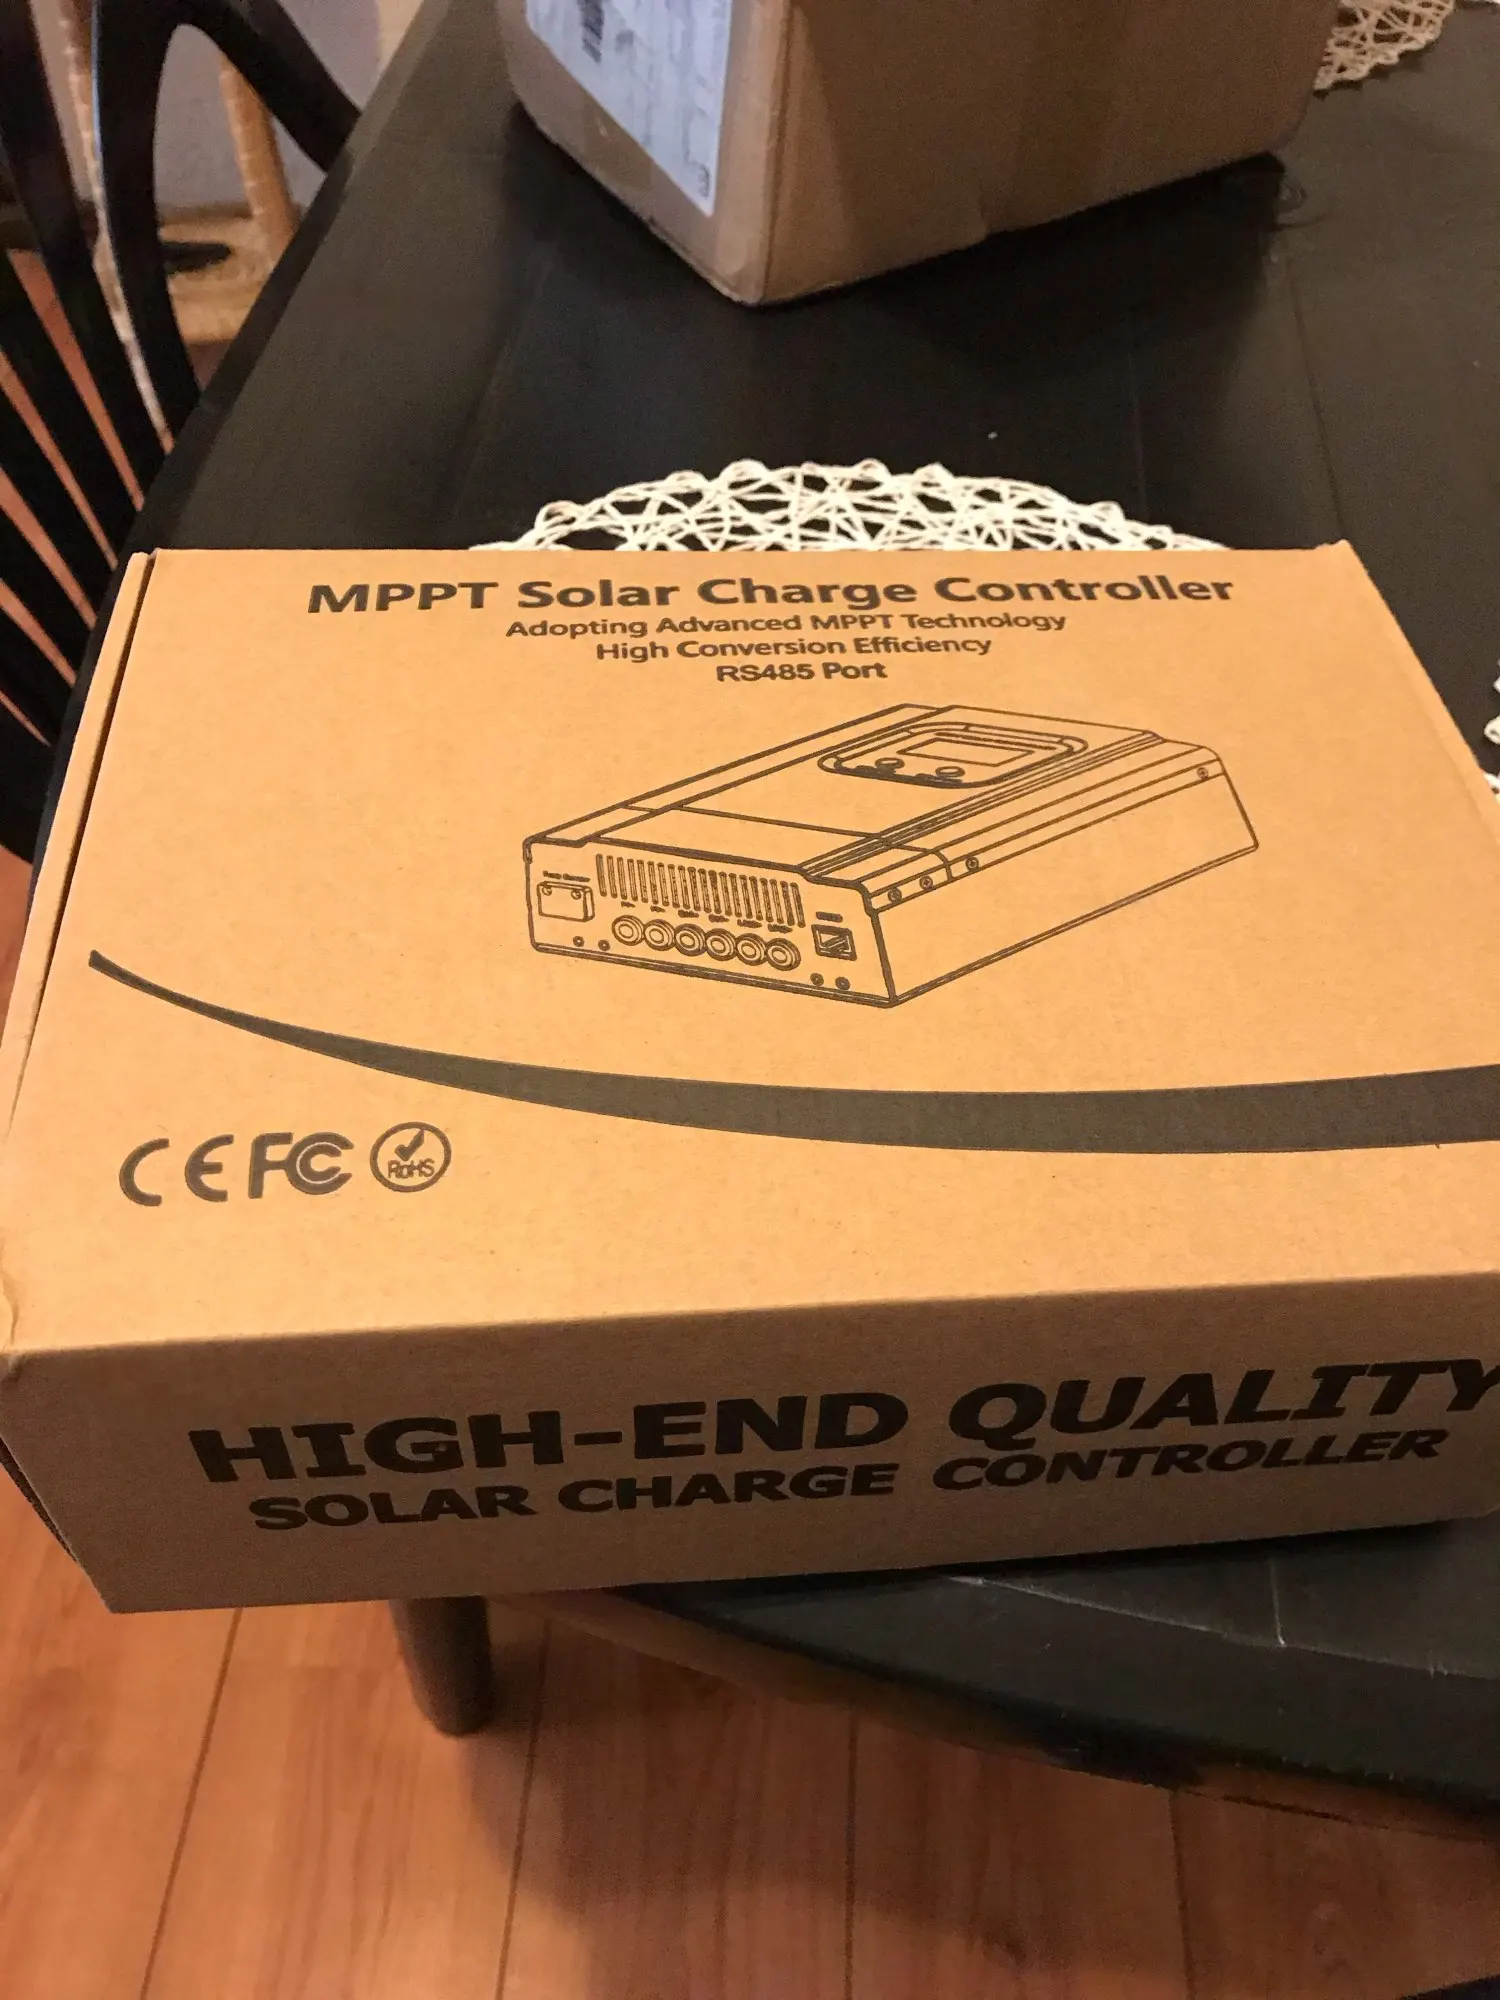 MPPT Solar Charge Controller
Adopting Advanced MPPT Technology
High Conversion Efficiency
RS485 Port
CE FC RoHS
HIGH-END QUALITY
SOLAR CHARGE CONTROLLER